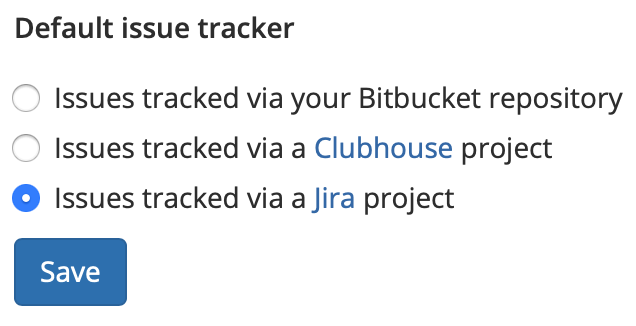 Default issue tracker
Issues tracked via your Bitbucket repository
Issues tracked via a Clubhouse project
Issues tracked via a Jira project
Save